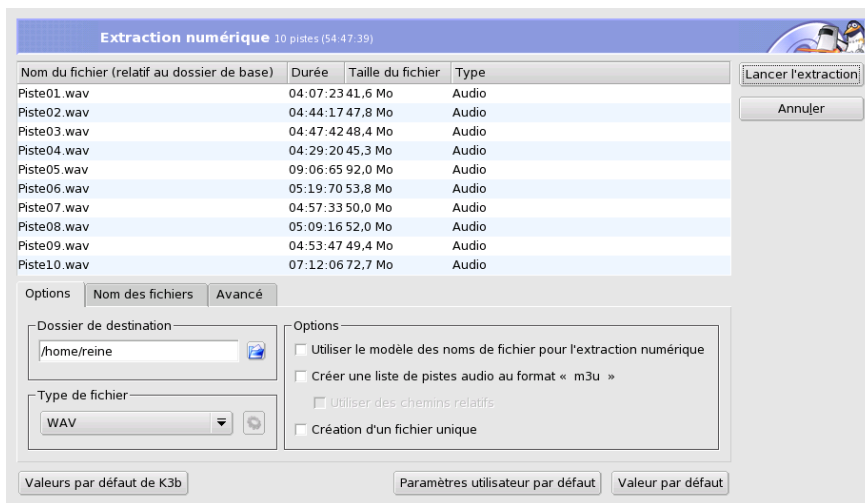 Extraction numérique 10 pistes (54:47:39)
Nom du fichier (relatif au dossier de base) Durée Taille du fichier Type
Piste01.wav 04:07:23 41,6 Mo Audio
Piste02.wav 04:44:17 47,8 Mo Audio
Piste03.wav 04:47:42 48,4 Mo Audio
Piste04.wav 04:29:20 45,3 Mo Audio
Piste05.wav 09:06:65 92,0 Mo Audio
Piste06.wav 05:19:70 53,8 Mo Audio
Piste07.wav 04:57:33 50,0 Mo Audio
Piste08.wav 05:09:16 52,0 Mo Audio
Piste09.wav 04:53:47 49,4 Mo Audio
Piste10.wav 07:12:06 72,7 Mo Audio
Lancer l'extraction
Annuler
Options Nom des fichiers Avancé
Dossier de destination
/home/reine
Type de fichier
WAV
Options
Utiliser le modèle des noms de fichier pour l'extraction numérique
Créer une liste de pistes audio au format « m3u »
Utiliser des chemins relatifs
Création d'un fichier unique
Valeurs par défaut de K3b Paramètres utilisateur par défaut Valeur par défaut